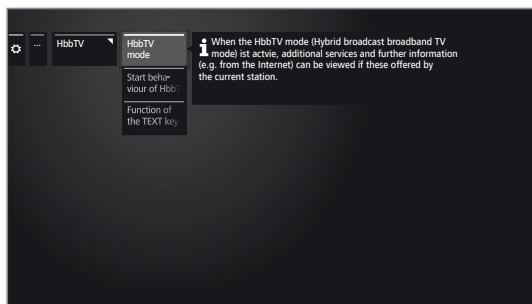 ...
HbbTV
HbbTV
mode
Start beha-
viour of HbbT
Function of
the TEXT key
When the HbbTV mode (Hybrid broadcast broadband TV
mode) ist actvie, additional services and further information
(e.g. from the Internet) can be viewed if these offered by
the current station.